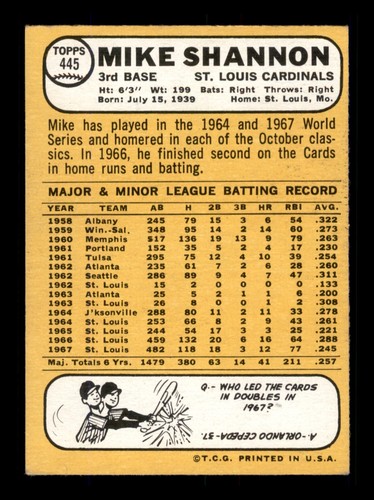 TOPPS
445
MIKE SHANNON
3rd BASE ST. LOUIS CARDINALS
Ht: 6'3" Wt: 199 Bats: Right Throws: Right
Born: July 15, 1939 Home: St. Louis, Mo.
Mike has played in the 1964 and 1967 World
Series and homered in each of the October clas-
sics. In 1966, he finished second on the Cards
in home runs and batting.
MAJOR & MINOR LEAGUE BATTING RECORD
YEAR TEAM AB H 2B 3B HR RBI AVG.
1958 Albany 245 79 15 3 6 54 .322
1959 Win.-Sal. 348 95 14 2 14 60 .273
1960 Memphis 517 136 19 13 9 79 .263
1961 Portland 152 35 5 4 2 17 .230
1961 Tulsa 295 75 12 4 10 39 .254
1962 Atlanta 235 61 7 2 6 28 .260
1962 Seattle 286 89 9 4 7 47 .311
1962 St. Louis 15 2 0 0 0 0 .133
1963 Atlanta 25 5 2 1 0 3 .200
1963 St. Louis 26 8 0 0 1 2 .308
1964 J'ksonville 288 80 11 2 11 33 .278
1964 St. Louis 253 66 8 2 9 43 .261
1965 St. Louis 244 54 17 3 3 25 .221
1966 St. Louis 459 132 20 6 16 64 .288
1967 St. Louis 482 118 18 3 12 77 .245
Maj. Totals 6 Yrs. 1479 380 63 14 41 211 .257
Q.- WHO LED THE CARDS
IN DOUBLES IN
1967?
A.- ORLANDO CEPEDA-37.
©T.C.G. PRINTED IN U.S.A.